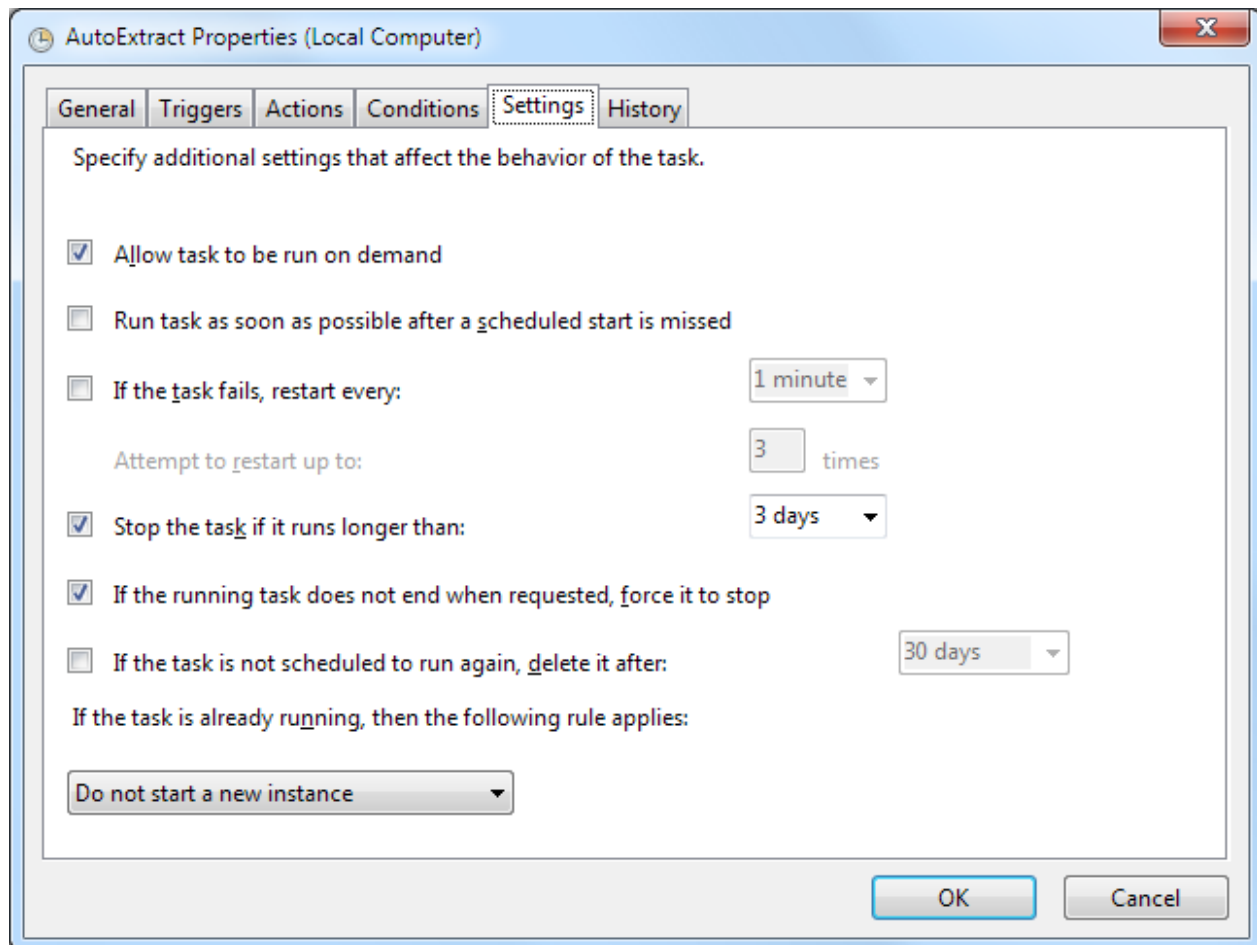 AutoExtract Properties (Local Computer)
General Triggers Actions Conditions Settings History
Specify additional settings that affect the behavior of the task.
Allow task to be run on demand
Run task as soon as possible after a scheduled start is missed
If the task fails, restart every: 1 minute
Attempt to restart up to: 3 times
Stop the task if it runs longer than: 3 days
If the running task does not end when requested, force it to stop
If the task is not scheduled to run again, delete it after: 30 days
If the task is already running, then the following rule applies:
Do not start a new instance
OK Cancel